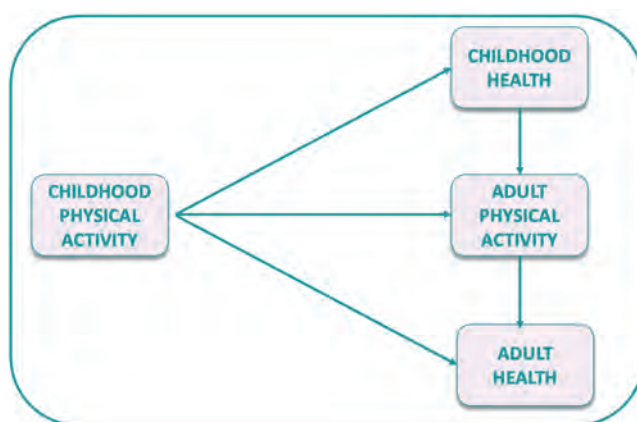 CHILDHOOD
HEALTH
CHILDHOOD
PHYSICAL
ACTIVITY
ADULT
PHYSICAL
ACTIVITY
ADULT
HEALTH